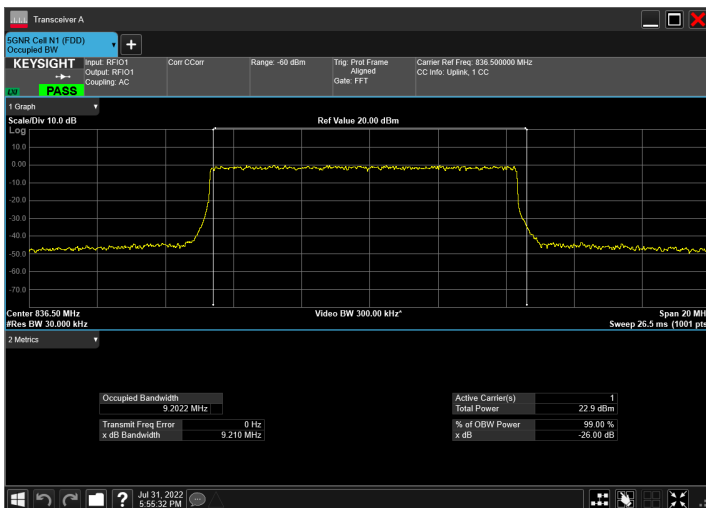 Transceiver A
5GNR Cell N1 (FDD)
Occupied BW
KEYSIGHT
LXI
PASS
Input: RFIO1
Output: RFIO1
Coupling: AC
Corr CCorr
Range: -60 dBm
Trig: Prot Frame
Aligned
Gate: FFT
Carrier Ref Freq: 836.500000 MHz
CC Info: Uplink, 1 CC
1 Graph
Scale/Div 10.0 dB
Ref Value 20.00 dBm
Log
10.0
0.00
-10.0
-20.0
-30.0
-40.0
-50.0
-60.0
-70.0
Center 836.50 MHz
Video BW 300.00 kHz*
Span 20 MH
#Res BW 30.000 kHz
Sweep 26.5 ms (1001 pts
2 Metrics
Occupied Bandwidth
9.2022 MHz
Transmit Freq Error 0 Hz
x dB Bandwidth 9.210 MHz
Active Carrier(s) 1
Total Power 22.9 dBm
% of OBW Power 99.00 %
x dB -26.00 dB
Jul 31, 2022
5:55:32 PM